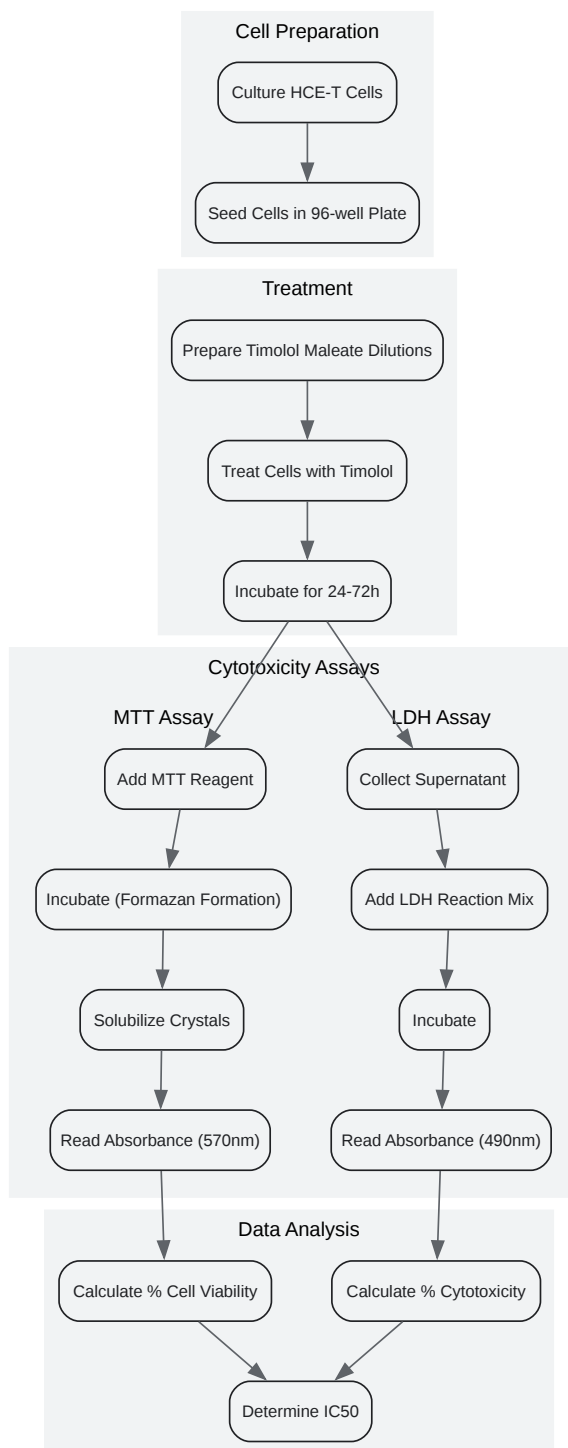 Cell Preparation
Culture HCE-T Cells
Seed Cells in 96-well Plate
Treatment
Prepare Timolol Maleate Dilutions
Treat Cells with Timolol
Incubate for 24-72h
Cytotoxicity Assays
MTT Assay
Add MTT Reagent
Incubate (Formazan Formation)
Solubilize Crystals
Read Absorbance (570nm)
LDH Assay
Collect Supernatant
Add LDH Reaction Mix
Incubate
Read Absorbance (490nm)
Data Analysis
Calculate % Cell Viability
Calculate % Cytotoxicity
Determine IC50